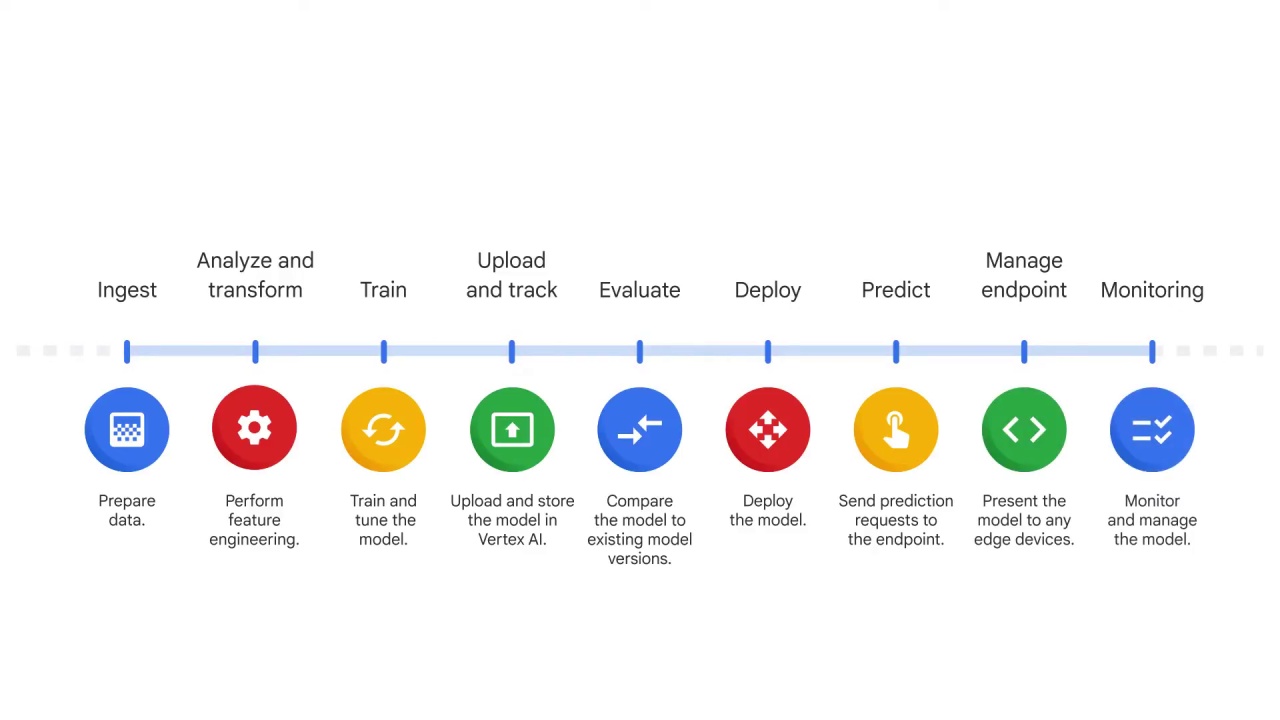 Ingest
Analyze and
transform
Train
Upload
and track
Evaluate
Deploy
Predict
Manage
endpoint
Monitoring
Prepare
data.
Perform
feature
engineering.
Train and
tune the
model.
Upload and store
the model in
Vertex AI.
Compare
the model to
existing model
versions.
Deploy
the model.
Send prediction
requests to
the endpoint.
Present the
model to any
edge devices.
Monitor
and manage
the model.